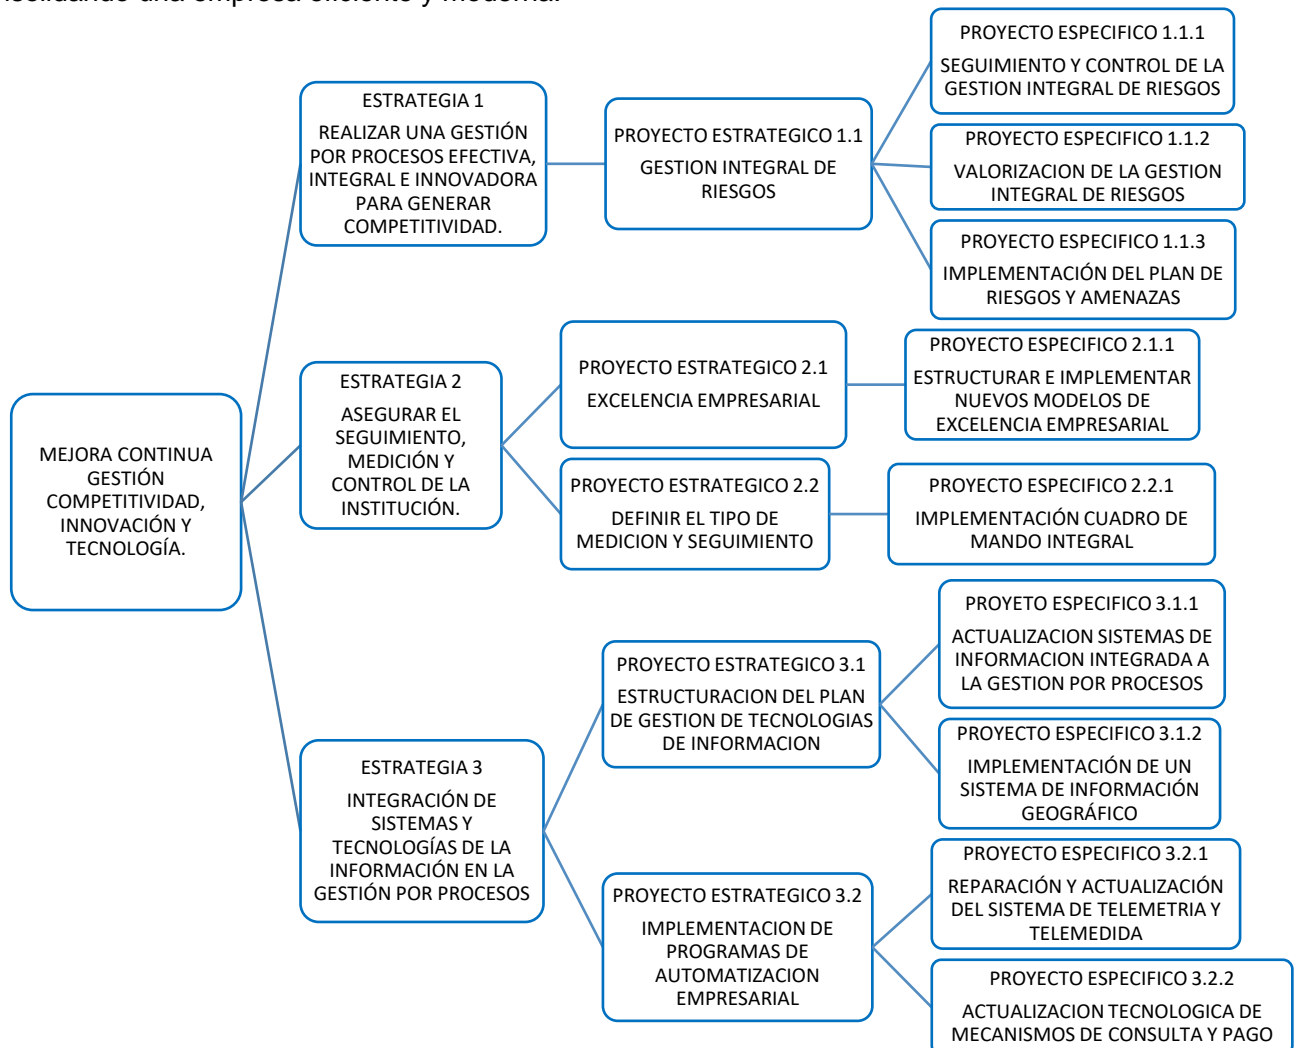 MEJORA CONTINUA
GESTIÓN
COMPETITIVIDAD,
INNOVACIÓN Y
TECNOLOGÍA.
ESTRATEGIA 1
REALIZAR UNA GESTIÓN
POR PROCESOS EFECTIVA,
INTEGRAL E INNOVADORA
PARA GENERAR
COMPETITIVIDAD.
PROYECTO ESTRATEGICO 1.1
GESTION INTEGRAL DE
RIESGOS
PROYECTO ESPECIFICO 1.1.1
SEGUIMIENTO Y CONTROL DE LA
GESTION INTEGRAL DE RIESGOS
PROYECTO ESPECIFICO 1.1.2
VALORIZACION DE LA GESTION
INTEGRAL DE RIESGOS
PROYECTO ESPECIFICO 1.1.3
IMPLEMENTACIÓN DEL PLAN DE
RIESGOS Y AMENAZAS
ESTRATEGIA 2
ASEGURAR EL
SEGUIMIENTO,
MEDICIÓN Y
CONTROL DE LA
INSTITUCIÓN.
PROYECTO ESTRATEGICO 2.1
EXCELENCIA EMPRESARIAL
PROYECTO ESPECIFICO 2.1.1
ESTRUCTURAR E IMPLEMENTAR
NUEVOS MODELOS DE
EXCELENCIA EMPRESARIAL
PROYECTO ESTRATEGICO 2.2
DEFINIR EL TIPO DE
MEDICION Y SEGUIMIENTO
PROYECTO ESPECIFICO 2.2.1
IMPLEMENTACIÓN CUADRO DE
MANDO INTEGRAL
ESTRATEGIA 3
INTEGRACIÓN DE
SISTEMAS Y
TECNOLOGÍAS DE LA
INFORMACIÓN EN LA
GESTIÓN POR PROCESOS
PROYECTO ESTRATEGICO 3.1
ESTRUCTURACION DEL PLAN
DE GESTION DE TECNOLOGIAS
DE INFORMACION
PROYETO ESPECIFICO 3.1.1
ACTUALIZACION SISTEMAS DE
INFORMACION INTEGRADA A
LA GESTION POR PROCESOS
PROYECTO ESPECIFICO 3.1.2
IMPLEMENTACIÓN DE UN
SISTEMA DE INFORMACIÓN
GEOGRÁFICO
PROYECTO ESTRATEGICO 3.2
IMPLEMENTACION DE
PROGRAMAS DE
AUTOMATIZACION
EMPRESARIAL
PROYECTO ESPECIFICO 3.2.1
REPARACIÓN Y ACTUALIZACIÓN
DEL SISTEMA DE TELEMETRIA Y
TELEMEDIDA
PROYECTO ESPECIFICO 3.2.2
ACTUALIZACION TECNOLOGICA DE
MECANISMOS DE CONSULTA Y PAGO